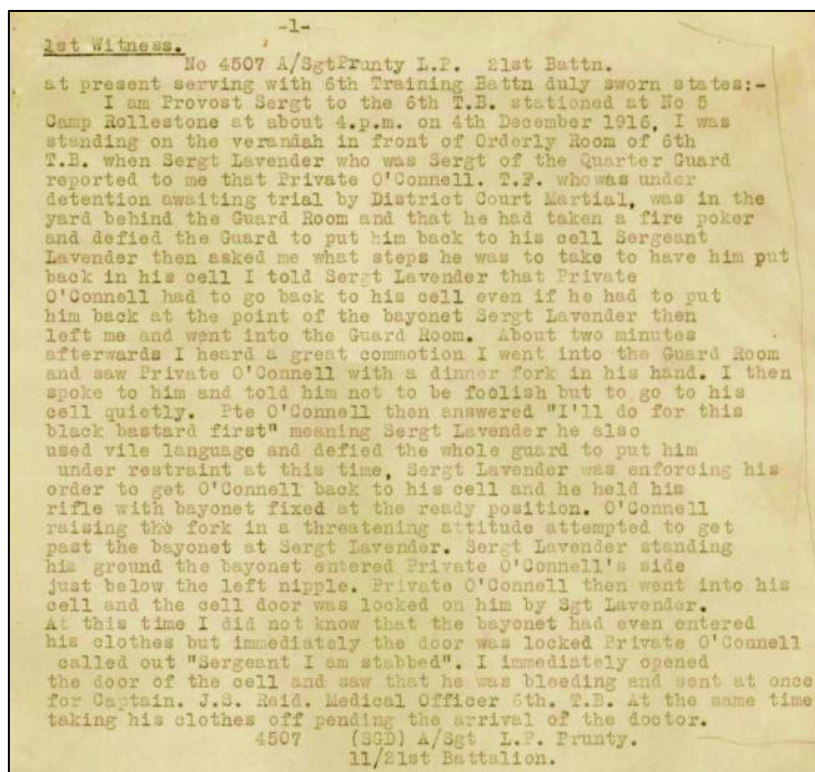 -1-
1st Witness.
No 4507 A/SgtPrunty L.P. 21st Battn.
at present serving with 6th Training Battn duly sworn states:-
I am Provost Sergt to the 6th T.B. stationed at No 5
Camp Rollestone at about 4.p.m. on 4th December 1916, I was
standing on the verandah in front of Orderly Room of 6th
T.B. when Sergt Lavender who was Sergt of the Quarter Guard
reported to me that Private O'Connell. T.F. who was under
detention awaiting trial by District Court Martial, was in the
yard behind the Guard Room and that he had taken a fire poker
and defied the Guard to put him back to his cell Sergeant
Lavender then asked me what steps he was to take to have him put
back in his cell I told Sergt Lavender that Private
O'Connell had to go back to his cell even if he had to put
him back at the point of the bayonet Sergt Lavender then
left me and went into the Guard Room. About two minutes
afterwards I heard a great commotion I went into the Guard Room
and saw Private O'Connell with a dinner fork in his hand. I then
spoke to him and told him not to be foolish but to go to his
cell quietly. Pte O'Connell then answered "I'll do for this
black bastard first" meaning Sergt Lavender he also
used vile language and defied the whole guard to put him
under restraint at this time, Sergt Lavender was enforcing his
order to get O'Connell back to his cell and he held his
rifle with bayonet fixed at the ready position. O'Connell
raising the fork in a threatening attitude attempted to get
past the bayonet at Sergt Lavender. Sergt Lavender standing
his ground the bayonet entered Private O'Connell's side
just below the left nipple. Private O'Connell then went into his
cell and the cell door was locked on him by Sgt Lavender.
At this time I did not know that the bayonet had even entered
his clothes but immediately the door was locked Private O'Connell
called out "Sergeant I am stabbed". I immediately opened
the door of the cell and saw that he was bleeding and sent at once
for Captain. J.S. Reid. Medical Officer 6th. T.B. At the same time
taking his clothes off pending the arrival of the doctor.
4507 (SGD) A/Sgt L.P. Prunty.
11/21st Battalion.